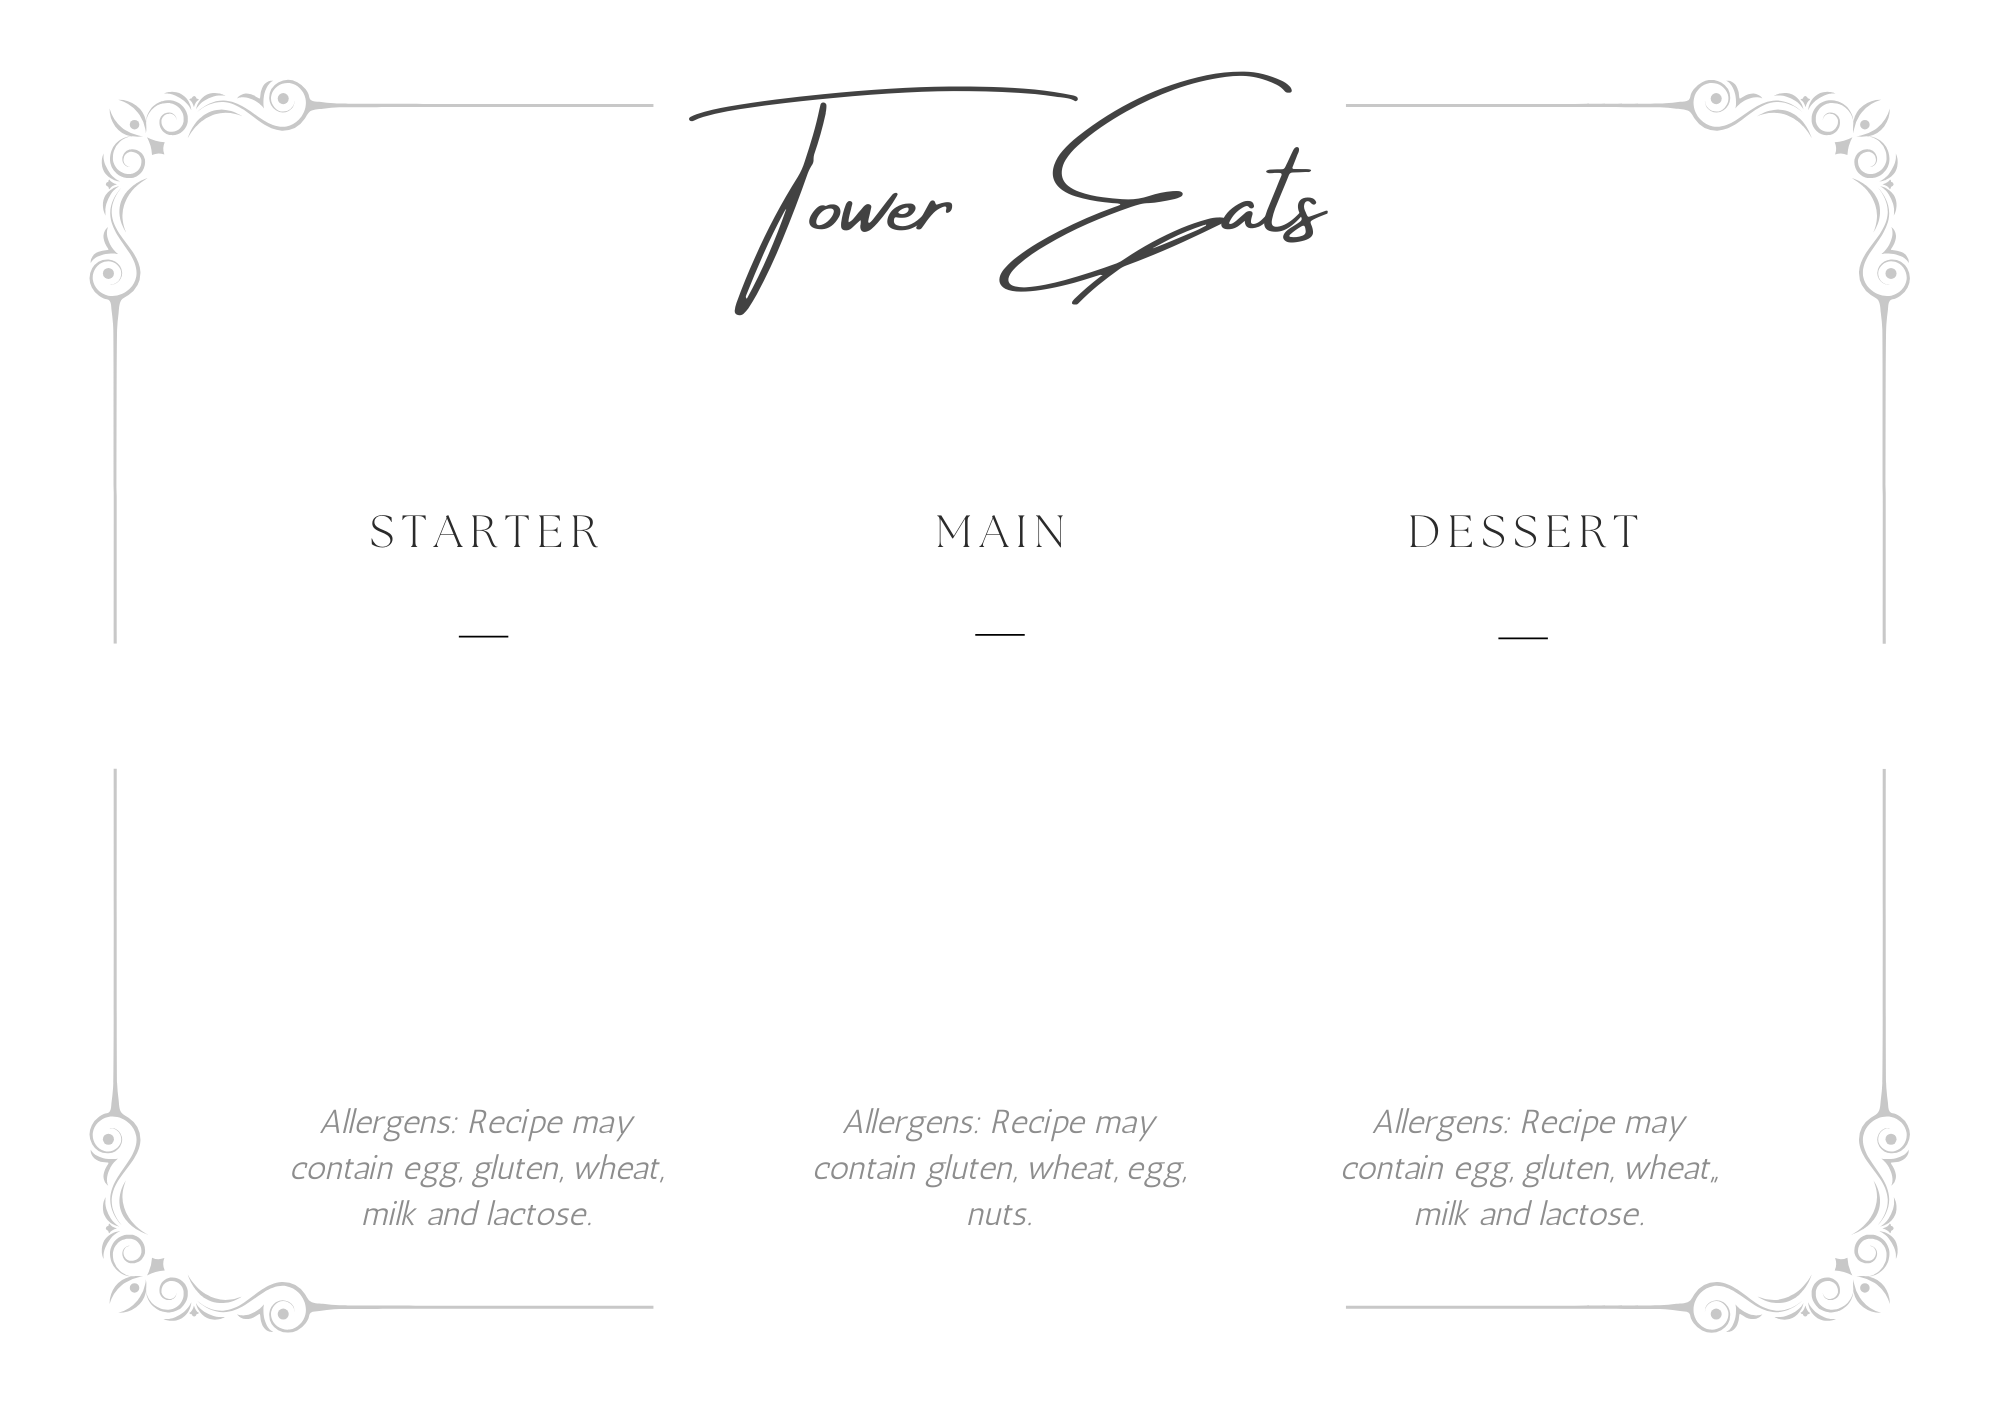 Tower Eats
STARTER
MAIN
DESSERT
Allergens: Recipe may
contain egg, gluten, wheat,
milk and lactose.
Allergens: Recipe may
contain gluten, wheat, egg,
nuts.
Allergens: Recipe may
contain egg, gluten, wheat,,
milk and lactose.